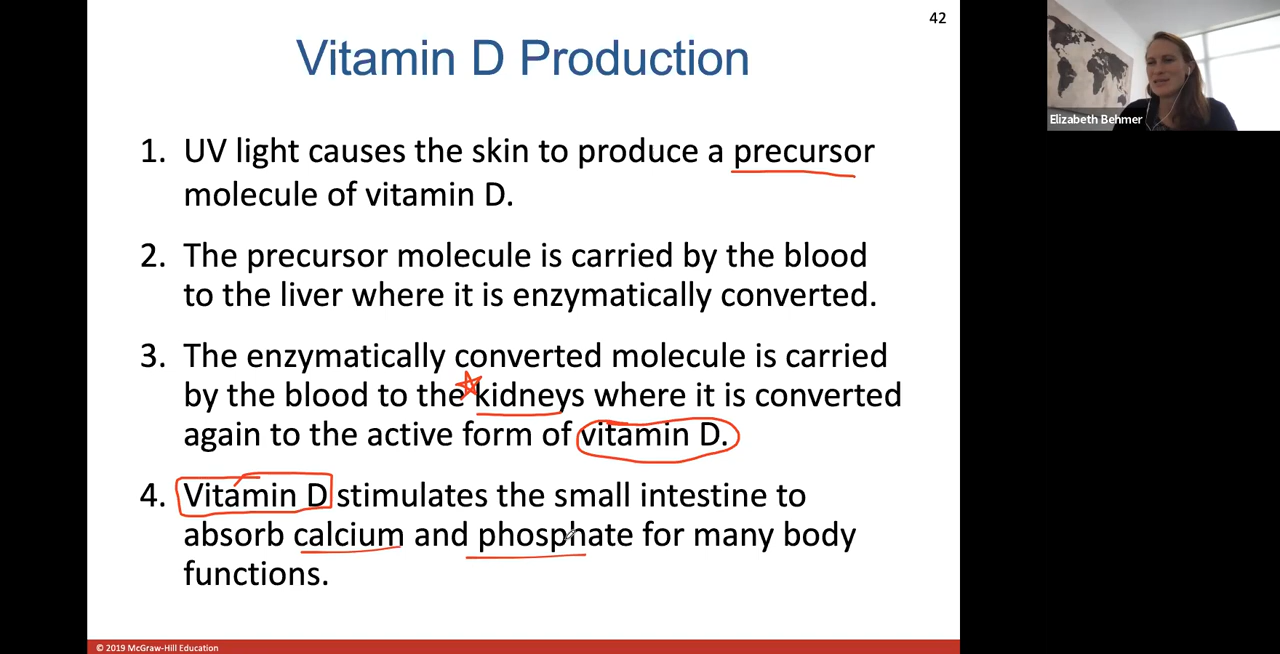 42
Vitamin D Production
1. UV light causes the skin to produce a precursor
molecule of vitamin D.
2. The precursor molecule is carried by the blood
to the liver where it is enzymatically converted.
3. The enzymatically converted molecule is carried
by the blood to the kidneys where it is converted
again to the active form of vitamin D.
4. Vitamin D stimulates the small intestine to
absorb calcium and phosphate for many body
functions.
© 2019 McGraw-Hill Education
Elizabeth Behmer